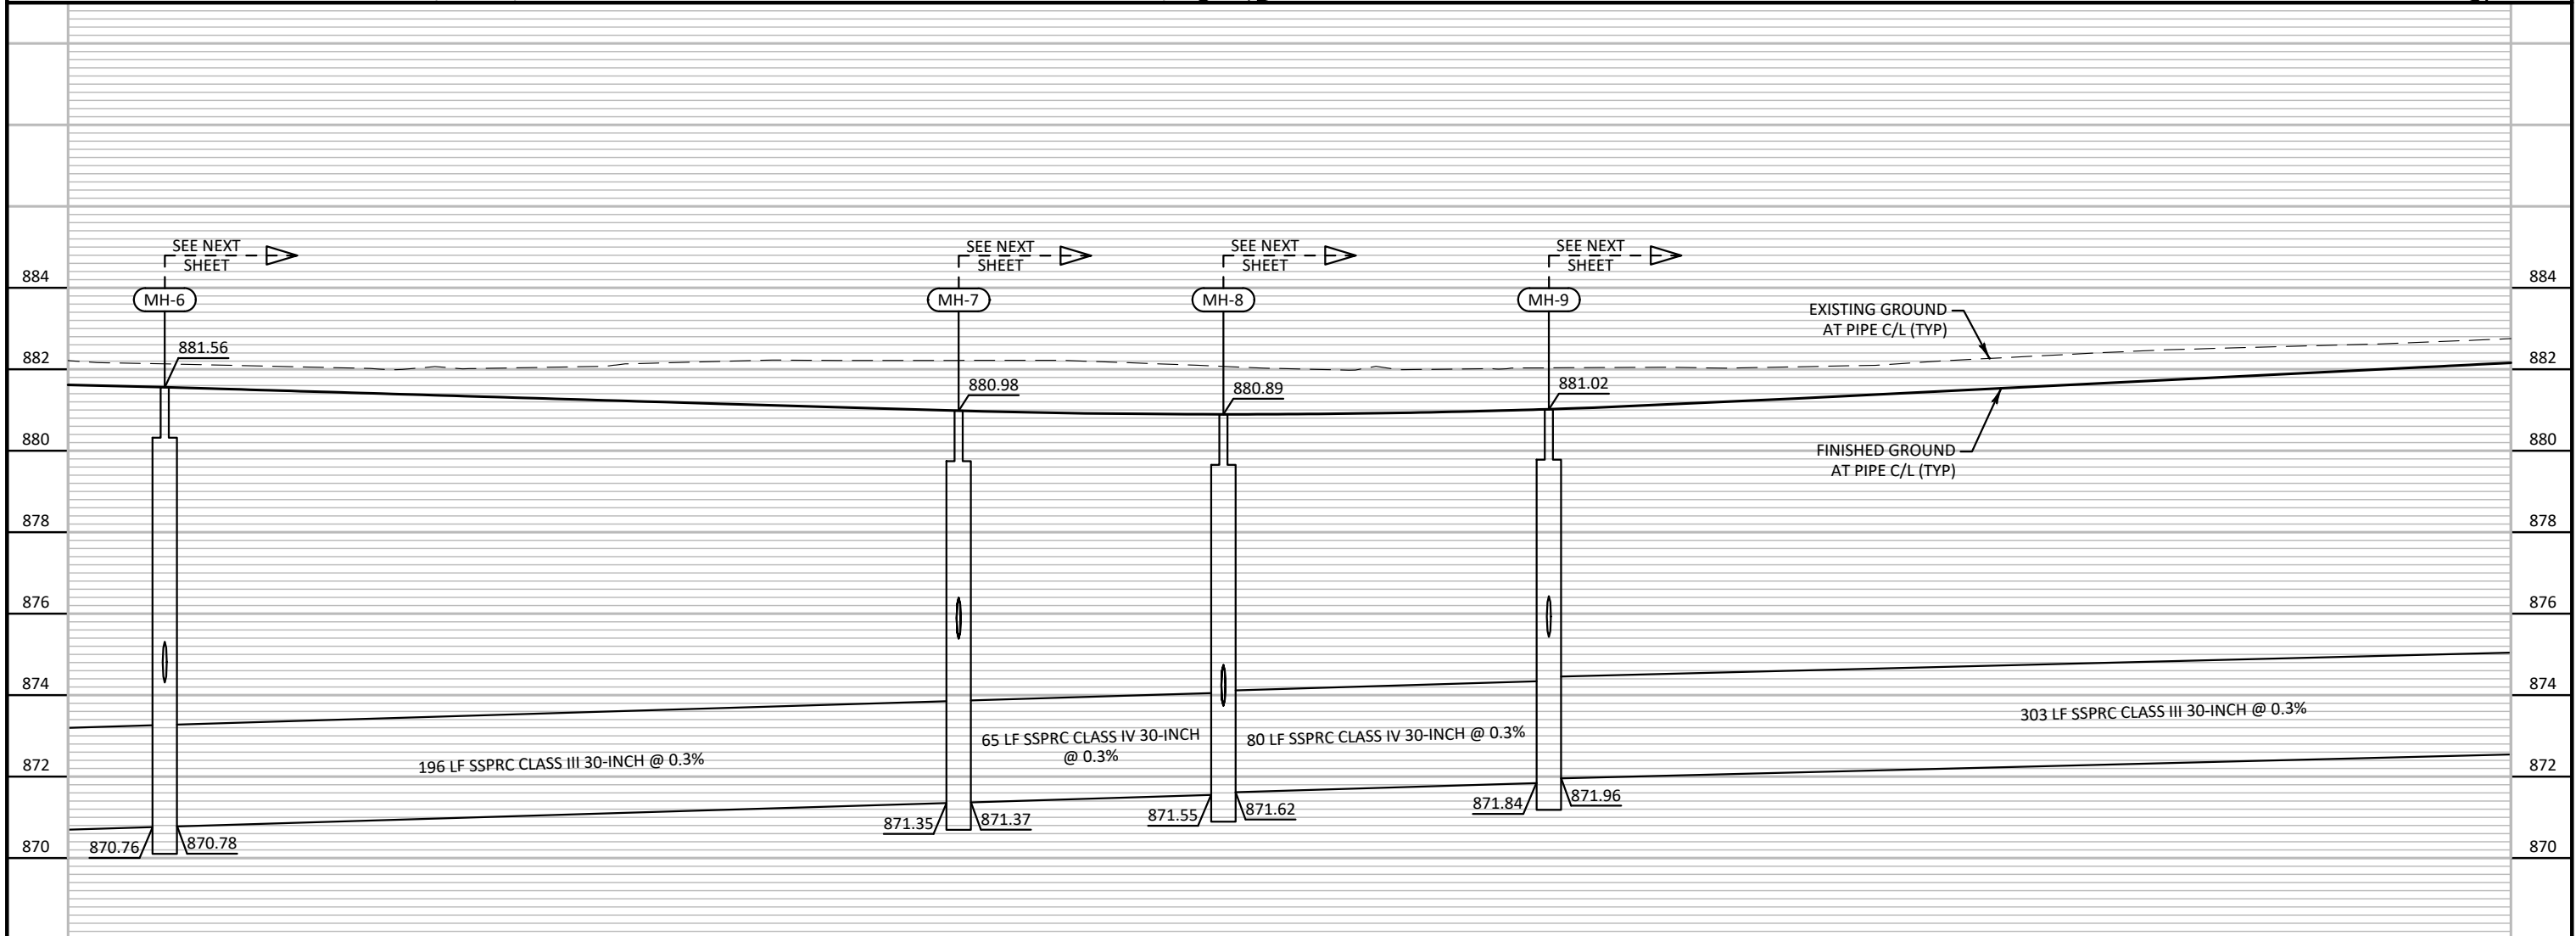 SEE NEXT
SHEET
SEE NEXT
SHEET
SEE NEXT
SHEET
SEE NEXT
SHEET
884
884
MH-6
MH-7
MH-8
MH-9
EXISTING GROUND
AT PIPE C/L (TYP)
881.56
882
882
880.98
880.89
881.02
880
880
FINISHED GROUND
AT PIPE C/L (TYP)
878
878
876
876
874
874
303 LF SSPRC CLASS III 30-INCH @ 0.3%
65 LF SSPRC CLASS IV 30-INCH
@ 0.3%
80 LF SSPRC CLASS IV 30-INCH @ 0.3%
196 LF SSPRC CLASS III 30-INCH @ 0.3%
872
872
871.84
871.96
871.55
871.62
871.35
871.37
870.76
870.78
870
870